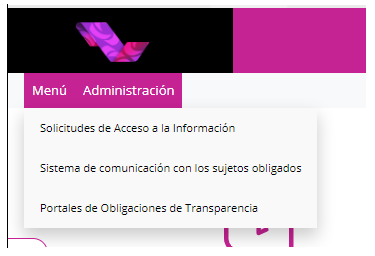 Menú Administración
Solicitudes de Acceso a la Información
Sistema de comunicación con los sujetos obligados
Portales de Obligaciones de Transparencia